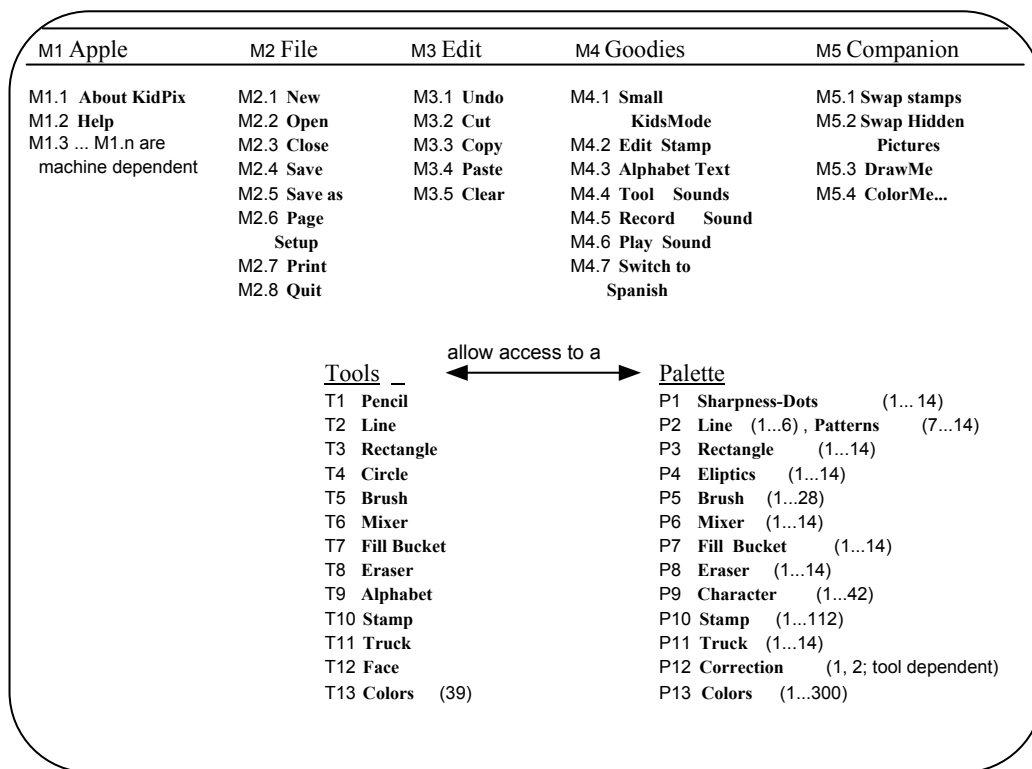 M1 Apple M2 File M3 Edit M4 Goodies M5 Companion
M1.1 About KidPix
M1.2 Help
M1.3 ... M1.n are
machine dependent
M2.1 New
M2.2 Open
M2.3 Close
M2.4 Save
M2.5 Save as
M2.6 Page
Setup
M2.7 Print
M2.8 Quit
M3.1 Undo
M3.2 Cut
M3.3 Copy
M3.4 Paste
M3.5 Clear
M4.1 Small
KidsMode
M4.2 Edit Stamp
M4.3 Alphabet Text
M4.4 Tool Sounds
M4.5 Record Sound
M4.6 Play Sound
M4.7 Switch to
Spanish
M5.1 Swap stamps
M5.2 Swap Hidden
Pictures
M5.3 DrawMe
M5.4 ColorMe...
allow access to a
Tools _
T1 Pencil
T2 Line
T3 Rectangle
T4 Circle
T5 Brush
T6 Mixer
T7 Fill Bucket
T8 Eraser
T9 Alphabet
T10 Stamp
T11 Truck
T12 Face
T13 Colors (39)
Palette
P1 Sharpness-Dots (1... 14)
P2 Line (1...6) , Patterns (7...14)
P3 Rectangle (1...14)
P4 Eliptics (1...14)
P5 Brush (1...28)
P6 Mixer (1...14)
P7 Fill Bucket (1...14)
P8 Eraser (1...14)
P9 Character (1...42)
P10 Stamp (1...112)
P11 Truck (1...14)
P12 Correction (1, 2; tool dependent)
P13 Colors (1...300)